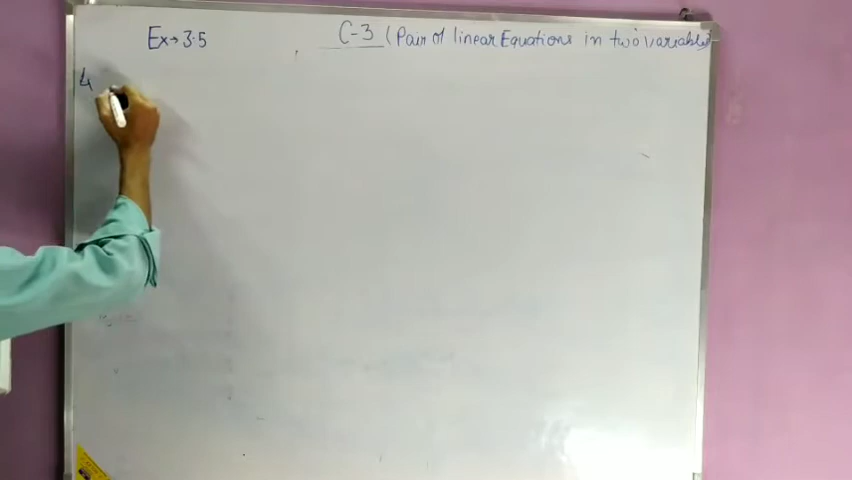 Ex→ 3.5
C-3 (Pair of linear Equations in two variables)
4